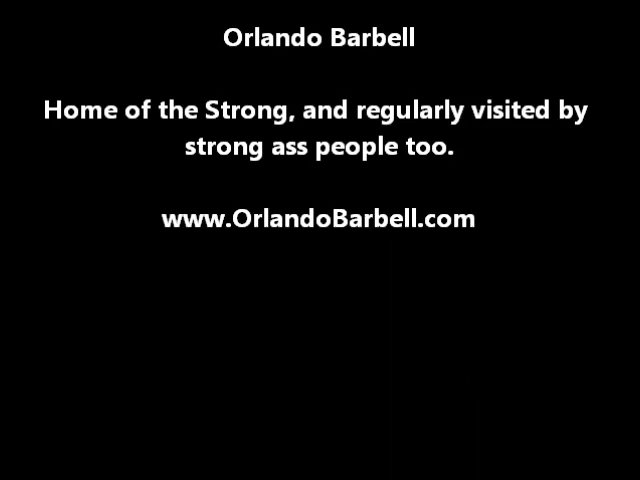 Orlando Barbell
Home of the Strong, and regularly visited by
strong ass people too.
www.OrlandoBarbell.com